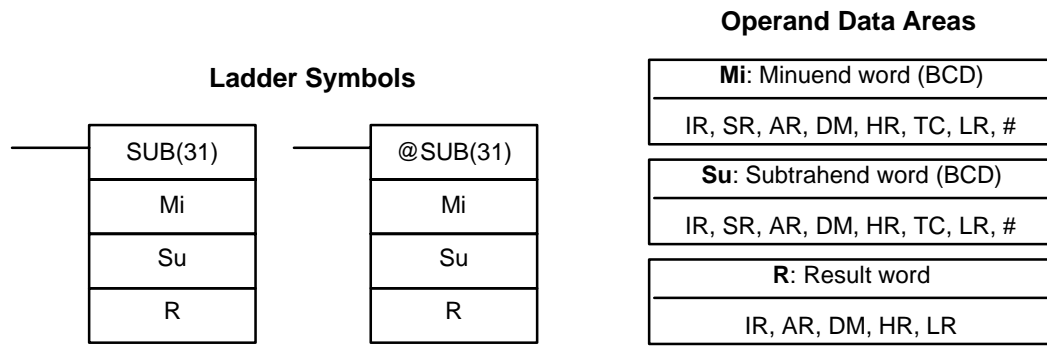 Ladder Symbols
SUB(31)
Mi
Su
R
@SUB(31)
Mi
Su
R
Operand Data Areas
Mi: Minuend word (BCD)
IR, SR, AR, DM, HR, TC, LR, #
Su: Subtrahend word (BCD)
IR, SR, AR, DM, HR, TC, LR, #
R: Result word
IR, AR, DM, HR, LR